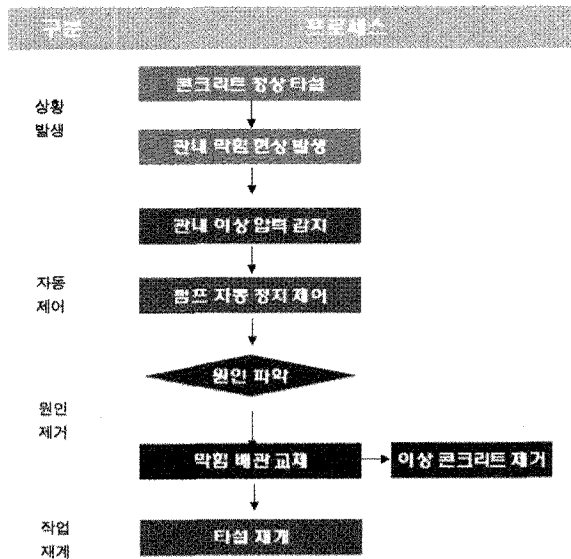 구분 프로세스
콘크리트 정상 타설
상황
발생
관내 막힘 현상 발생
관내 이상 압력 감지
자동
제어
펌프 자동 정지 제어
원인 파악
원인
제거
막힘 배관 교체
이상 콘크리트 제거
작업
재계
타설 재개